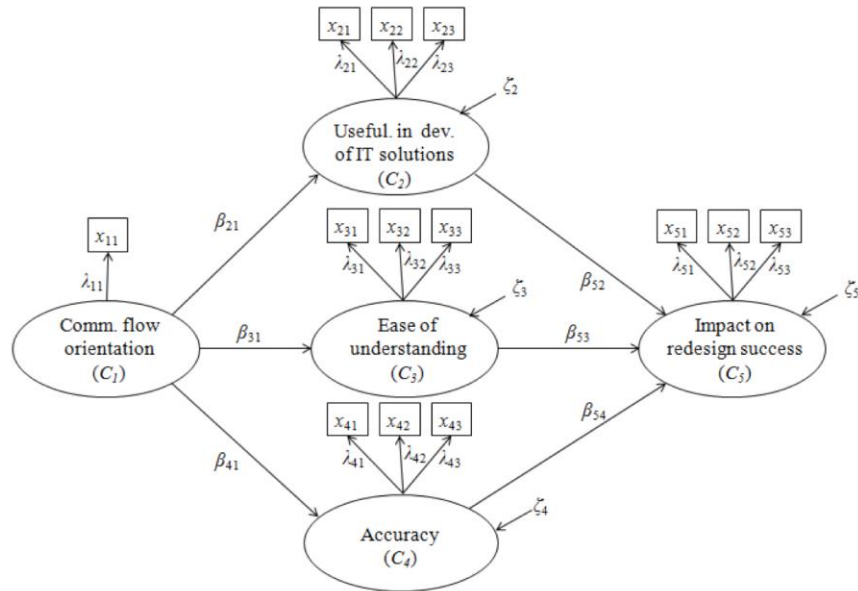 x₂₁ x₂₂ x₂₃
λ₂₁ λ₂₂ λ₂₃
ζ₂
Useful. in dev.
of IT solutions
(C₂)
β₂₁
x₁₁
λ₁₁
x₃₁ x₃₂ x₃₃
λ₃₁ λ₃₂ λ₃₃
ζ₃
β₅₂
x₅₁ x₅₂ x₅₃
λ₅₁ λ₅₂ λ₅₃
ζ₅
Comm. flow
orientation
(C₁)
β₃₁
Ease of
understanding
(C₃)
β₅₃
Impact on
redesign success
(C₅)
β₄₁
x₄₁ x₄₂ x₄₃
λ₄₁ λ₄₂ λ₄₃
β₅₄
ζ₄
Accuracy
(C₄)